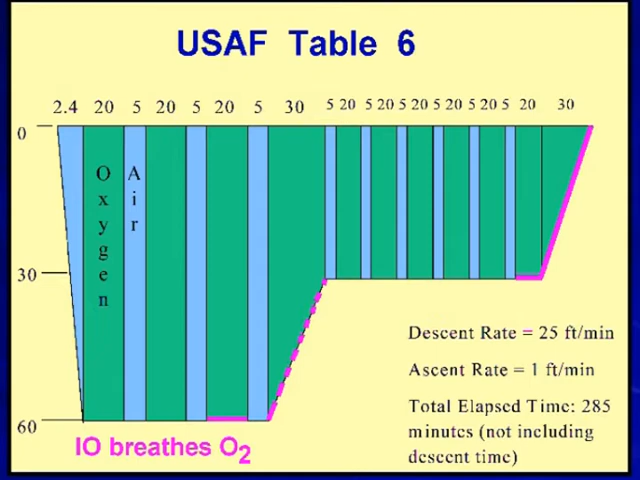 USAF Table 6
2.4 20 5 20 5 20 5 30 5 20 5 20 5 20 5 20 5 20 5 20 30
0
Oxygen
Air
30
60
IO breathes O2
Descent Rate = 25 ft/min
Ascent Rate = 1 ft/min
Total Elapsed Time: 285
minutes (not including
descent time)